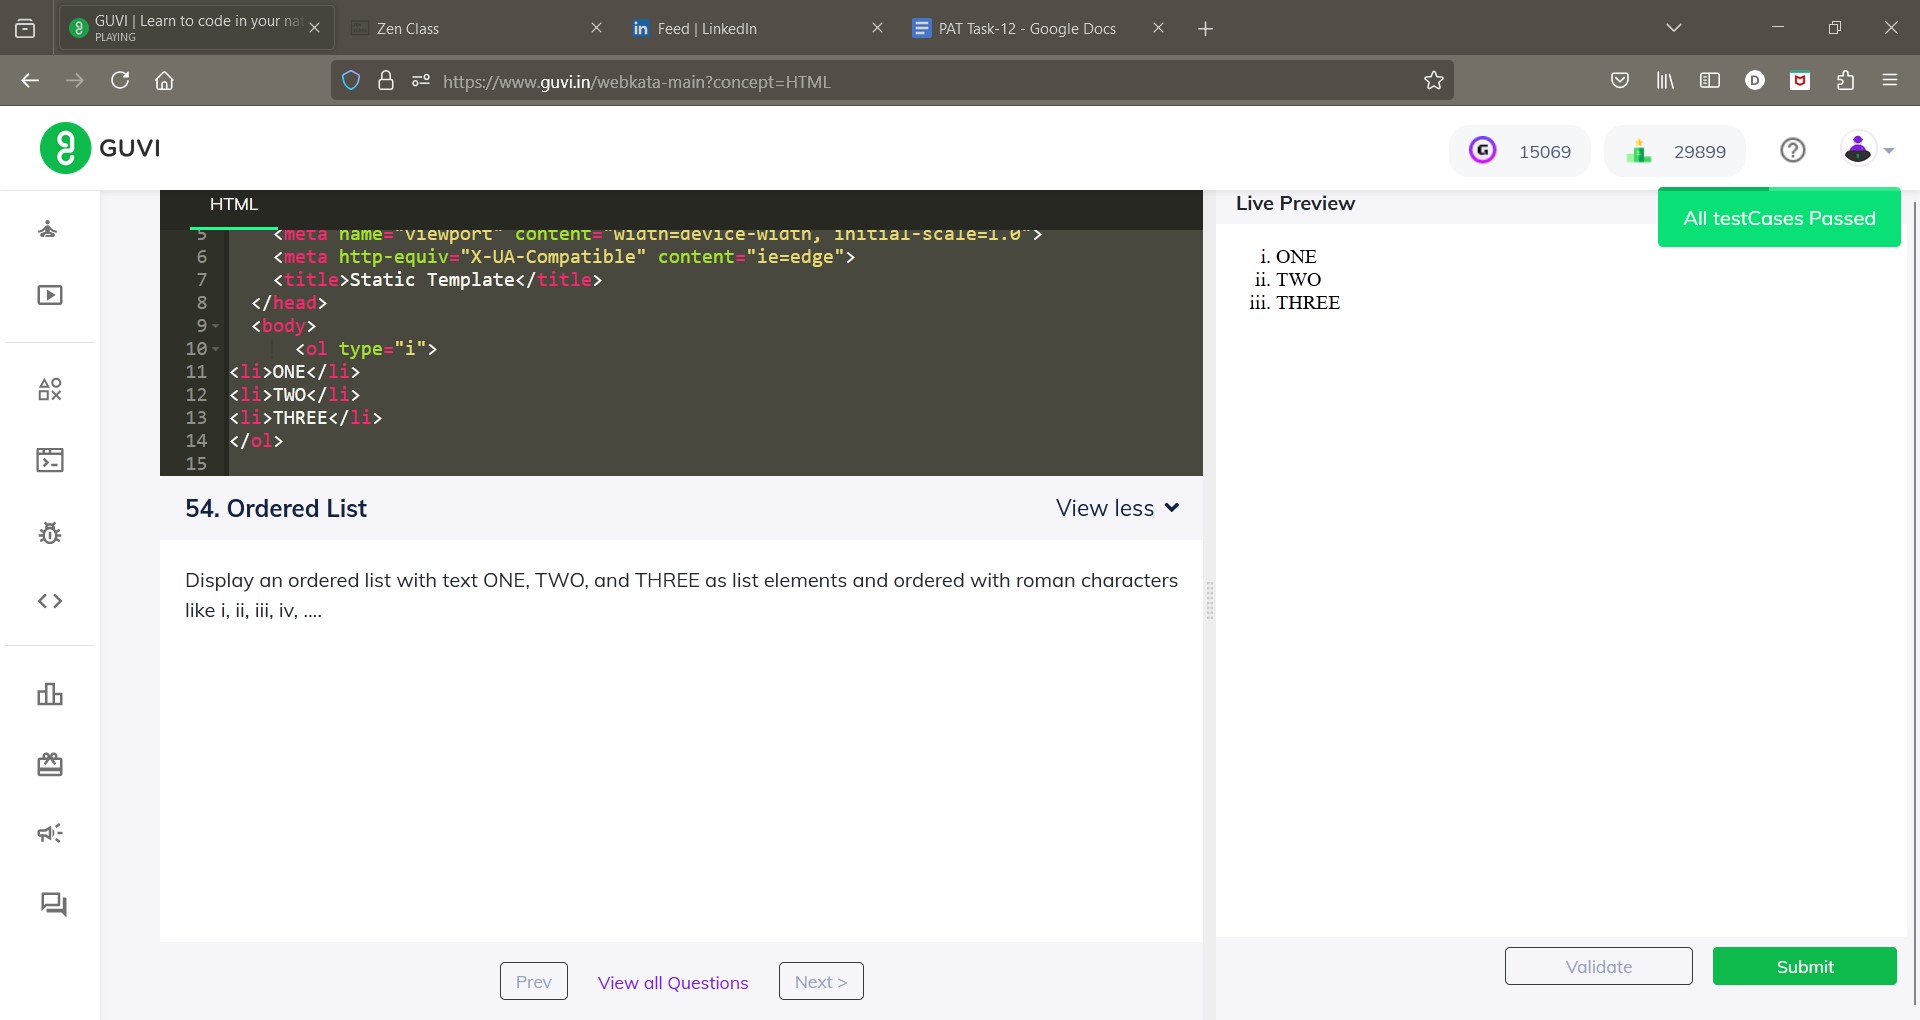 GUVI | Learn to code in your nat
PLAYING
Zen Class
Feed | LinkedIn
PAT Task-12 - Google Docs
https://www.guvi.in/webkata-main?concept=HTML
GUVI
15069
29899
HTML
5 <meta name="viewport" content="width=device-width, initial-scale=1.0">
6 <meta http-equiv="X-UA-Compatible" content="ie=edge">
7 <title>Static Template</title>
8 </head>
9 <body>
10 <ol type="i">
11 <li>ONE</li>
12 <li>TWO</li>
13 <li>THREE</li>
14 </ol>
15
54. Ordered List
View less
Display an ordered list with text ONE, TWO, and THREE as list elements and ordered with roman characters
like i, ii, iii, iv, ....
Prev
View all Questions
Next >
Live Preview
All testCases Passed
i. ONE
ii. TWO
iii. THREE
Validate
Submit